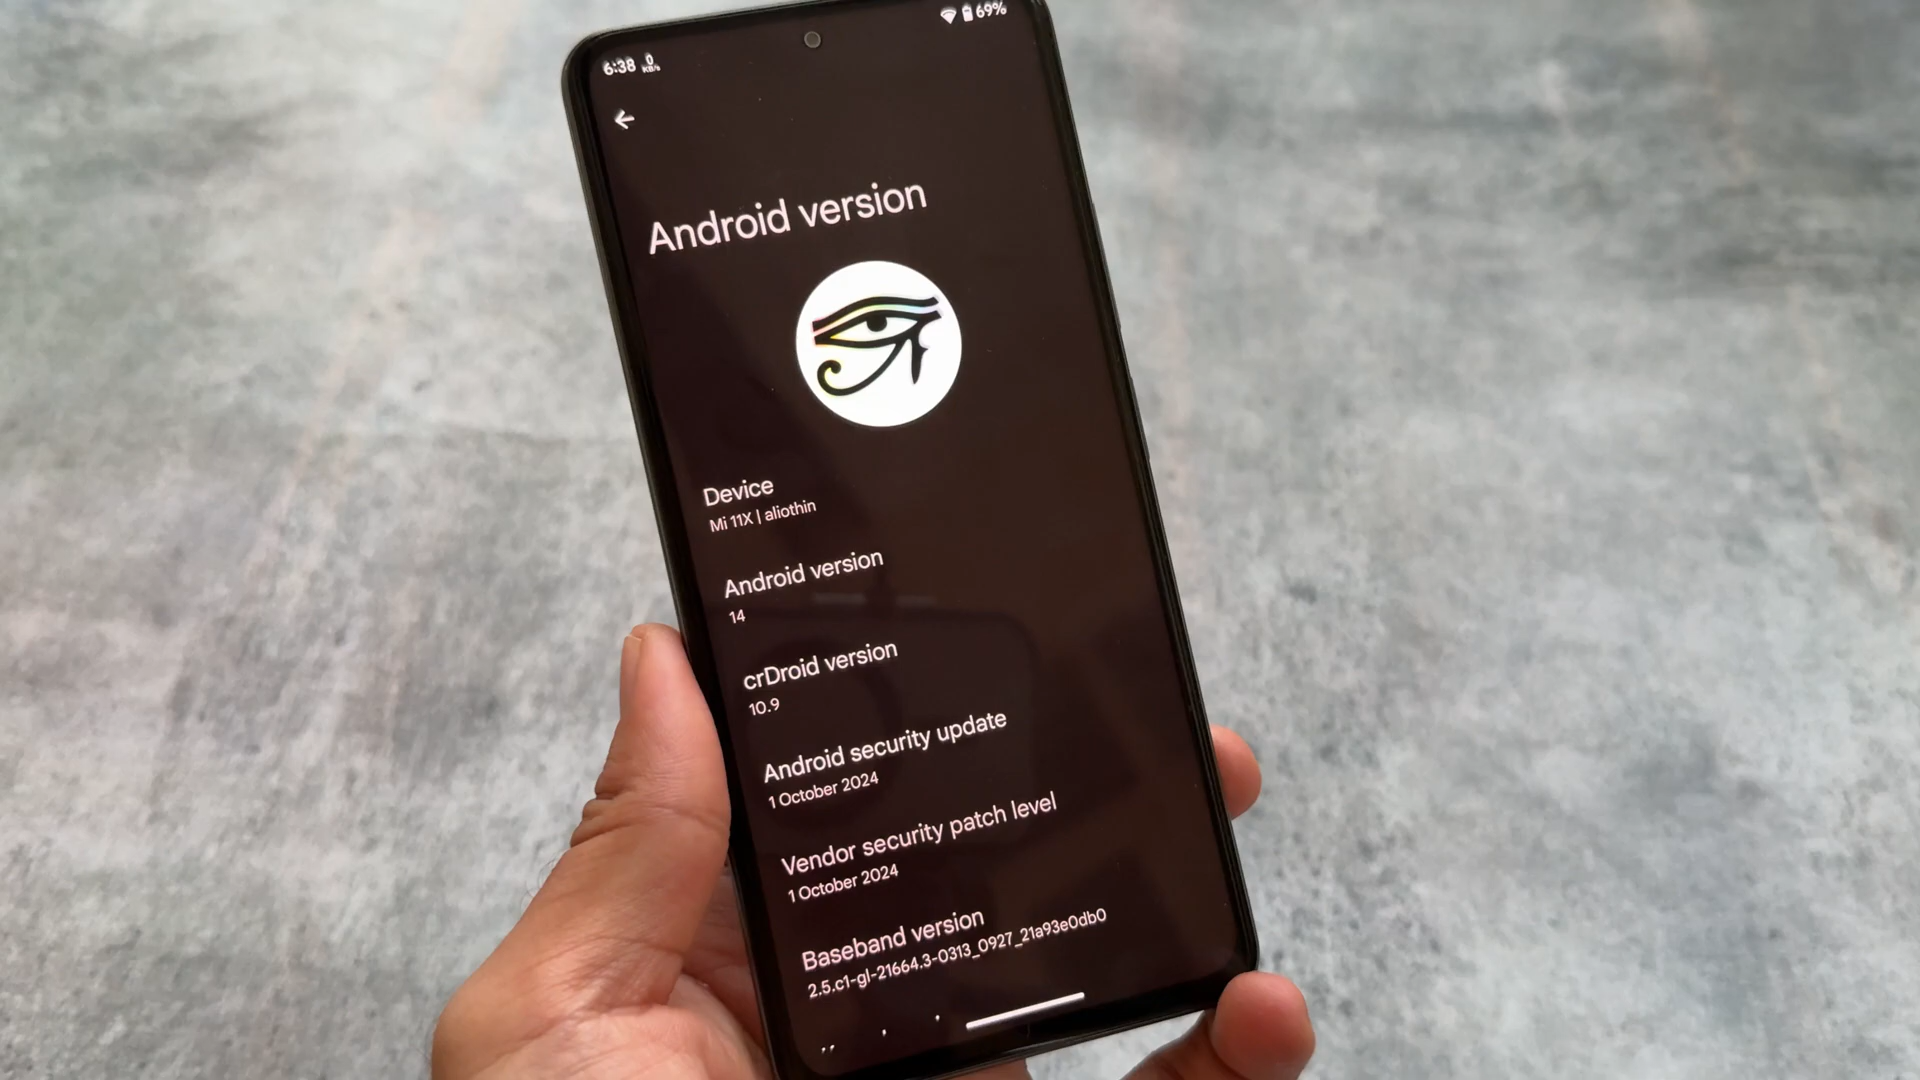 6:38 0 KB/s 69%
Android version
Device
Mi 11X | aliothin
Android version
14
crDroid version
10.9
Android security update
1 October 2024
Vendor security patch level
1 October 2024
Baseband version
2.5.c1-gl-21664.3-0313_0927_21a93e0db0